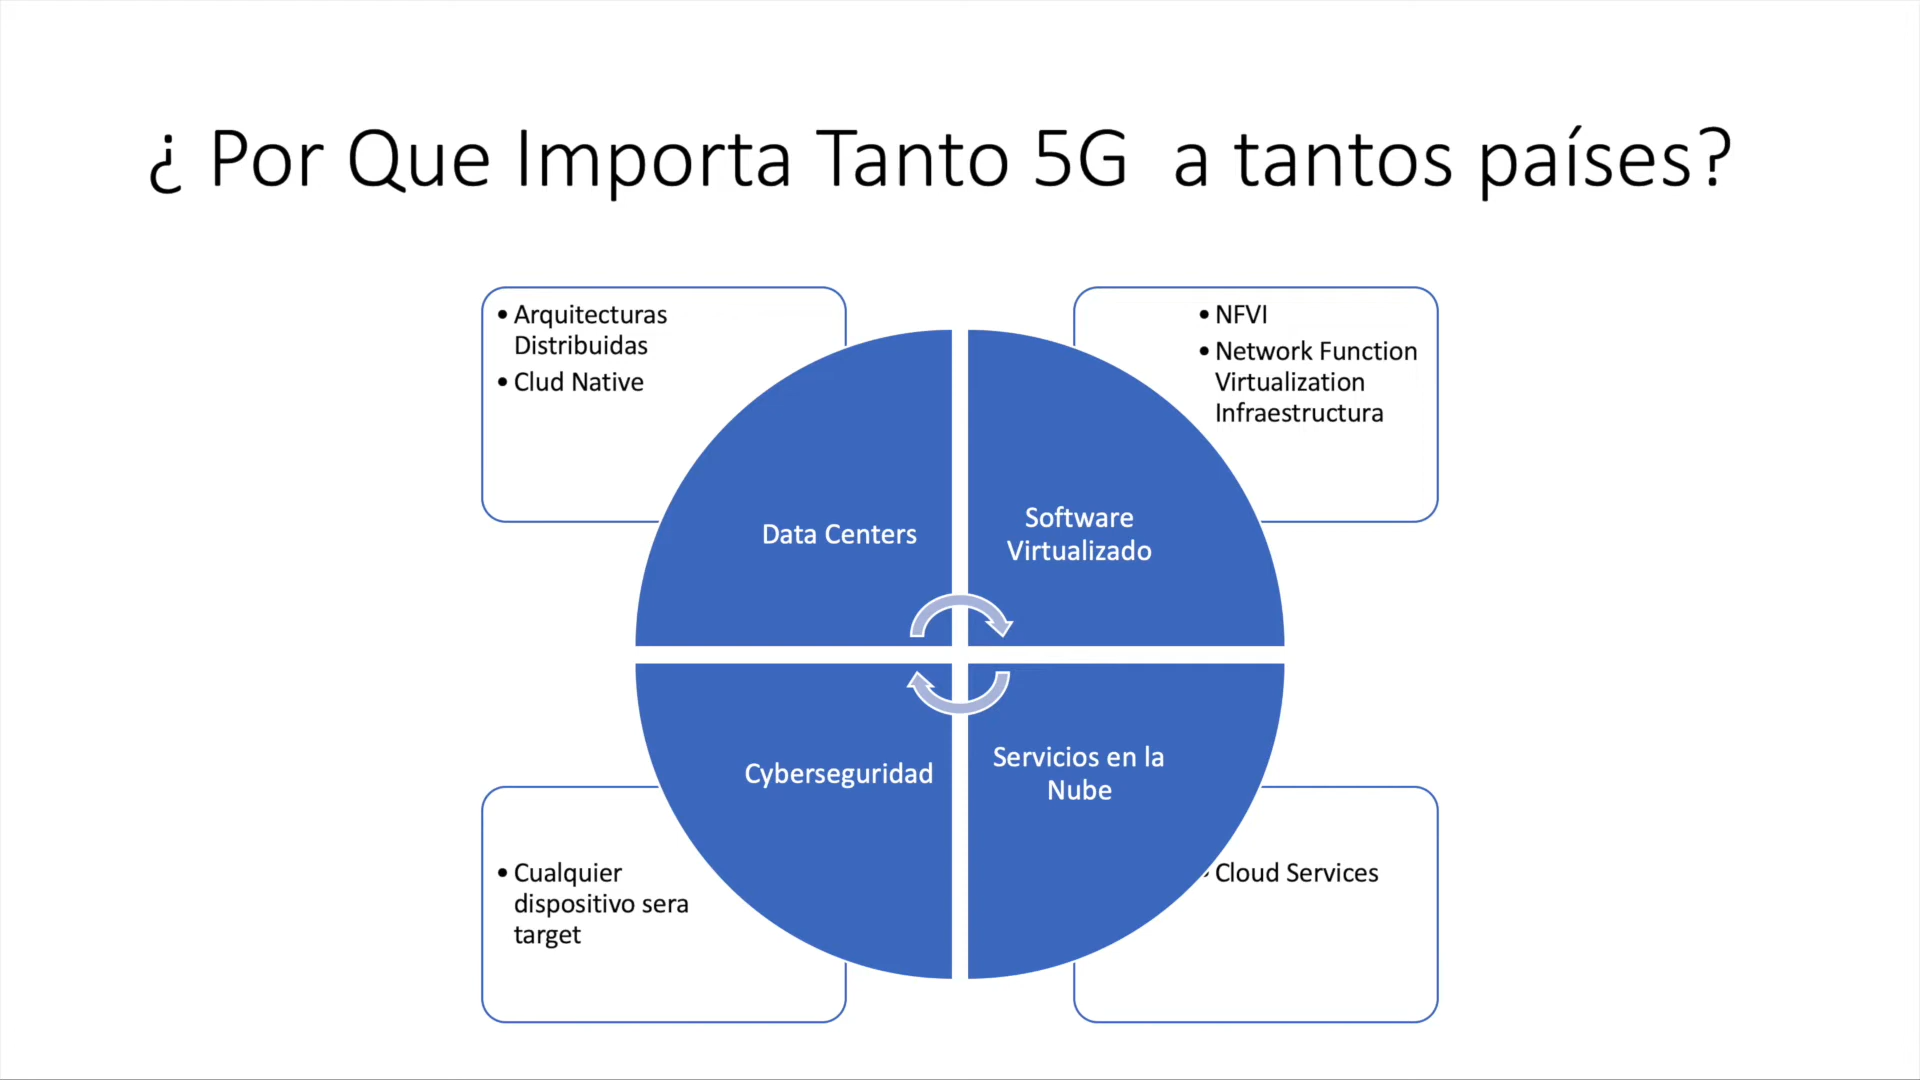 ¿ Por Que Importa Tanto 5G  a tantos países?
• Arquitecturas
Distribuidas
• Clud Native
• NFVI
• Network Function
Virtualization
Infraestructura
Data Centers
Software
Virtualizado
Cyberseguridad
Servicios en la
Nube
• Cualquier
dispositivo sera
target
• Cloud Services